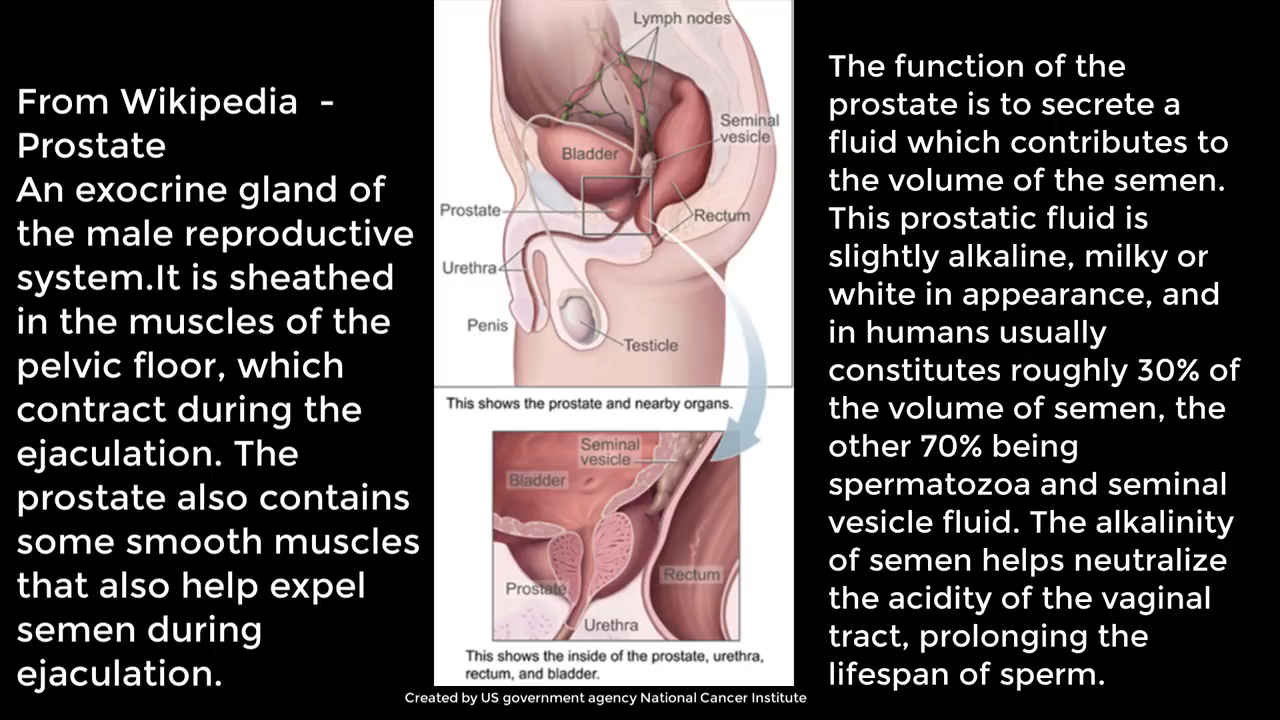 From Wikipedia -
Prostate
An exocrine gland of
the male reproductive
system.It is sheathed
in the muscles of the
pelvic floor, which
contract during the
ejaculation. The
prostate also contains
some smooth muscles
that also help expel
semen during
ejaculation.
Lymph nodes
Seminal
vesicle
Bladder
Prostate
Rectum
Urethra
Penis
Testicle
This shows the prostate and nearby organs.
Seminal
vesicle
Bladder
Prostate
Rectum
Urethra
This shows the inside of the prostate, urethra,
rectum, and bladder.
Created by US government agency National Cancer Institute
The function of the
prostate is to secrete a
fluid which contributes to
the volume of the semen.
This prostatic fluid is
slightly alkaline, milky or
white in appearance, and
in humans usually
constitutes roughly 30% of
the volume of semen, the
other 70% being
spermatozoa and seminal
vesicle fluid. The alkalinity
of semen helps neutralize
the acidity of the vaginal
tract, prolonging the
lifespan of sperm.